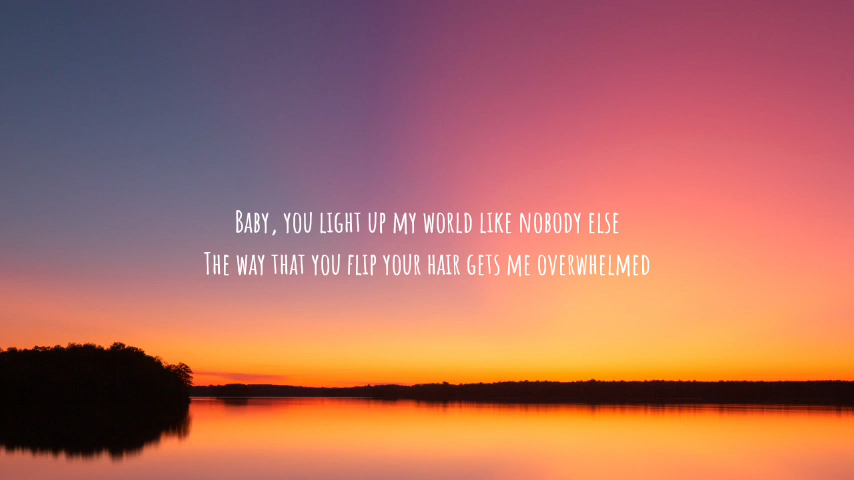 Baby, you light up my world like nobody else
The way that you flip your hair gets me overwhelmed